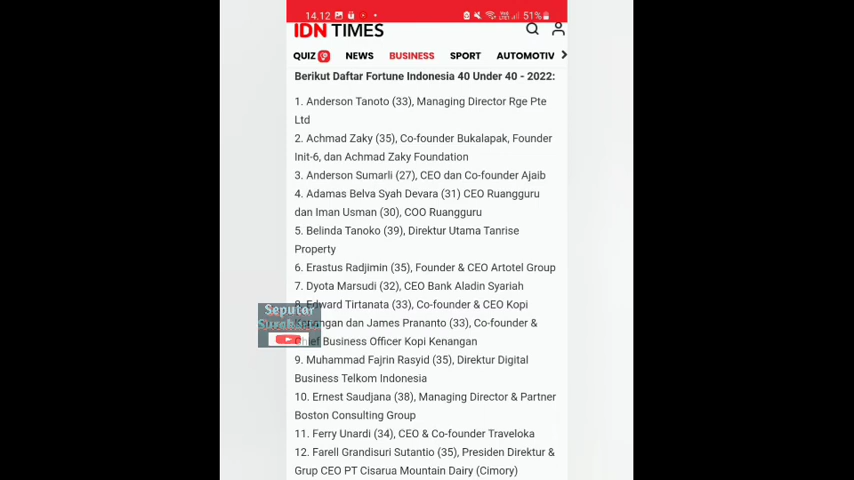 14.12
51%
IDN TIMES
QUIZ NEWS BUSINESS SPORT AUTOMOTIV
Berikut Daftar Fortune Indonesia 40 Under 40 - 2022:
1. Anderson Tanoto (33), Managing Director Rge Pte
Ltd
2. Achmad Zaky (35), Co-founder Bukalapak, Founder
Init-6, dan Achmad Zaky Foundation
3. Anderson Sumarli (27), CEO dan Co-founder Ajaib
4. Adamas Belva Syah Devara (31) CEO Ruangguru
dan Iman Usman (30), COO Ruangguru
5. Belinda Tanoko (39), Direktur Utama Tanrise
Property
6. Erastus Radjimin (35), Founder & CEO Artotel Group
7. Dyota Marsudi (32), CEO Bank Aladin Syariah
8. Edward Tirtanata (33), Co-founder & CEO Kopi
Kenangan dan James Prananto (33), Co-founder &
Chief Business Officer Kopi Kenangan
Seputar
9. Muhammad Fajrin Rasyid (35), Direktur Digital
Business Telkom Indonesia
10. Ernest Saudjana (38), Managing Director & Partner
Boston Consulting Group
11. Ferry Unardi (34), CEO & Co-founder Traveloka
12. Farell Grandisuri Sutantio (35), Presiden Direktur &
Grup CEO PT Cisarua Mountain Dairy (Cimory)